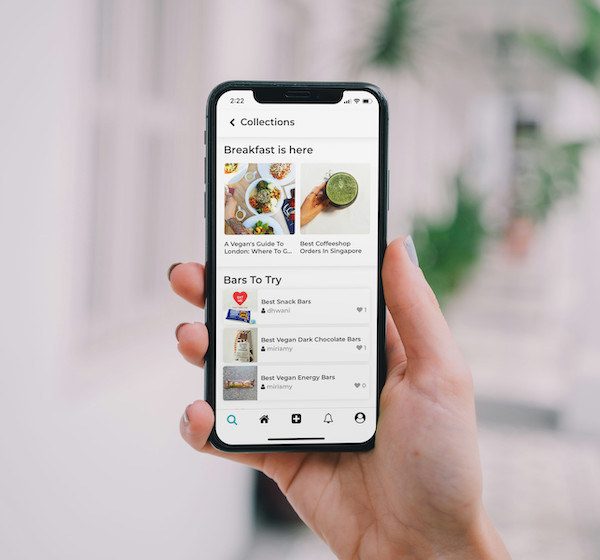 2:22
Collections
Breakfast is here
A Vegan's Guide To
London: Where To G...
Best Coffeeshop
Orders In Singapore
Bars To Try
Best Snack Bars
dhwani
1
Best Vegan Dark Chocolate Bars
miriamy
1
Best Vegan Energy Bars
miriamy
0